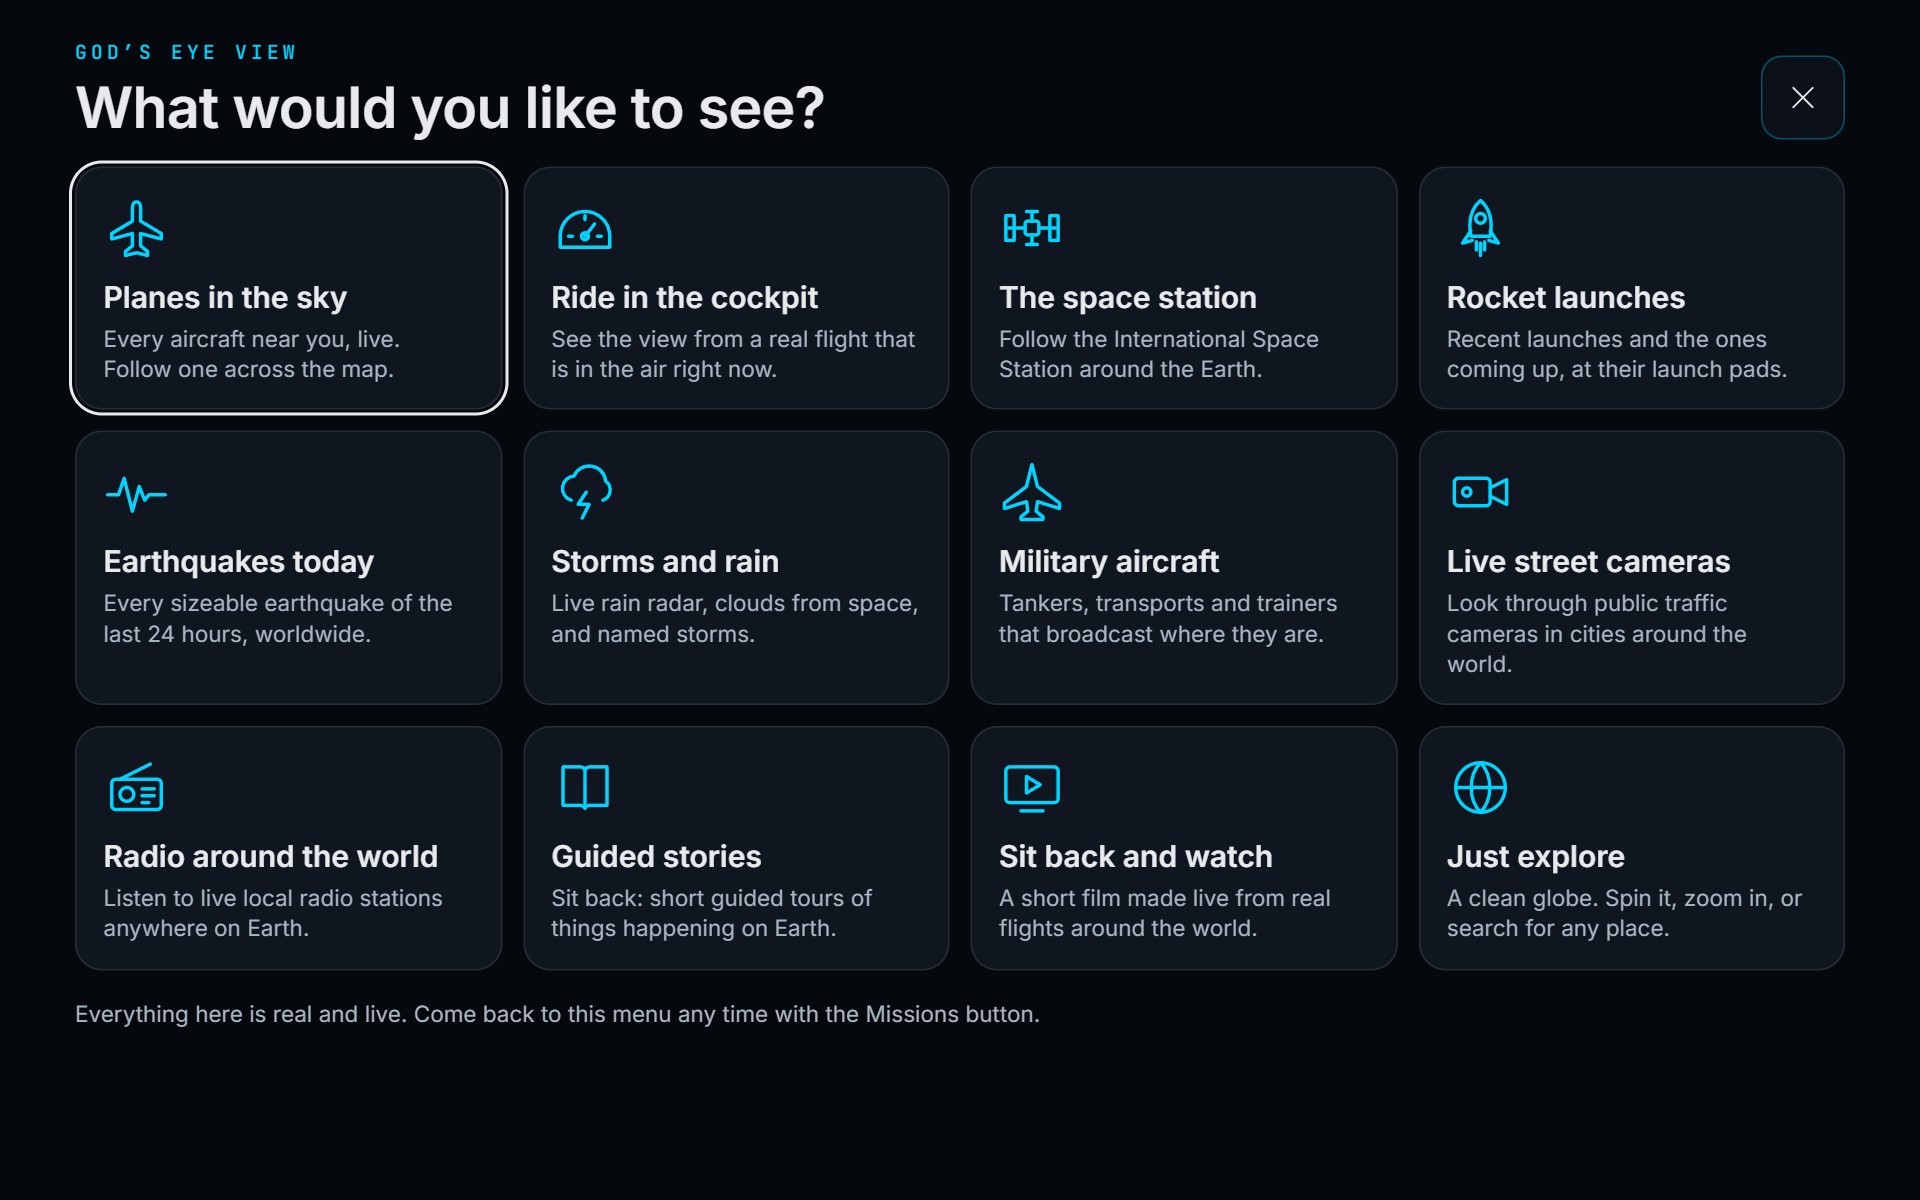 GOD’S EYE VIEW
What would you like to see?
Planes in the sky
Every aircraft near you, live.
Follow one across the map.
Ride in the cockpit
See the view from a real flight that
is in the air right now.
The space station
Follow the International Space
Station around the Earth.
Rocket launches
Recent launches and the ones
coming up, at their launch pads.
Earthquakes today
Every sizeable earthquake of the
last 24 hours, worldwide.
Storms and rain
Live rain radar, clouds from space,
and named storms.
Military aircraft
Tankers, transports and trainers
that broadcast where they are.
Live street cameras
Look through public traffic
cameras in cities around the
world.
Radio around the world
Listen to live local radio stations
anywhere on Earth.
Guided stories
Sit back: short guided tours of
things happening on Earth.
Sit back and watch
A short film made live from real
flights around the world.
Just explore
A clean globe. Spin it, zoom in, or
search for any place.
Everything here is real and live. Come back to this menu any time with the Missions button.